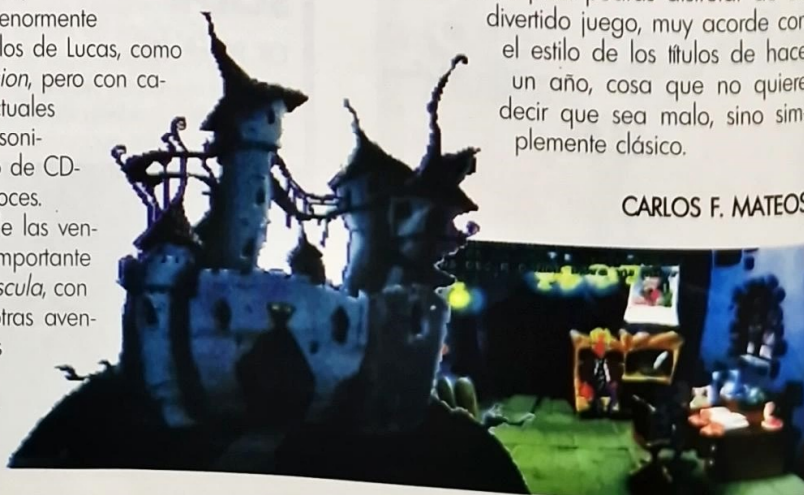 enormemente
los de Lucas, como
ion, pero con ca-
tuales
soni-
de CD-
oces.
e las ven-
mportante
scula, con
tras aven-
divertido juego, muy acorde con
el estilo de los títulos de hace
un año, cosa que no quiere
decir que sea malo, sino sim-
plemente clásico.
CARLOS F. MATEOS